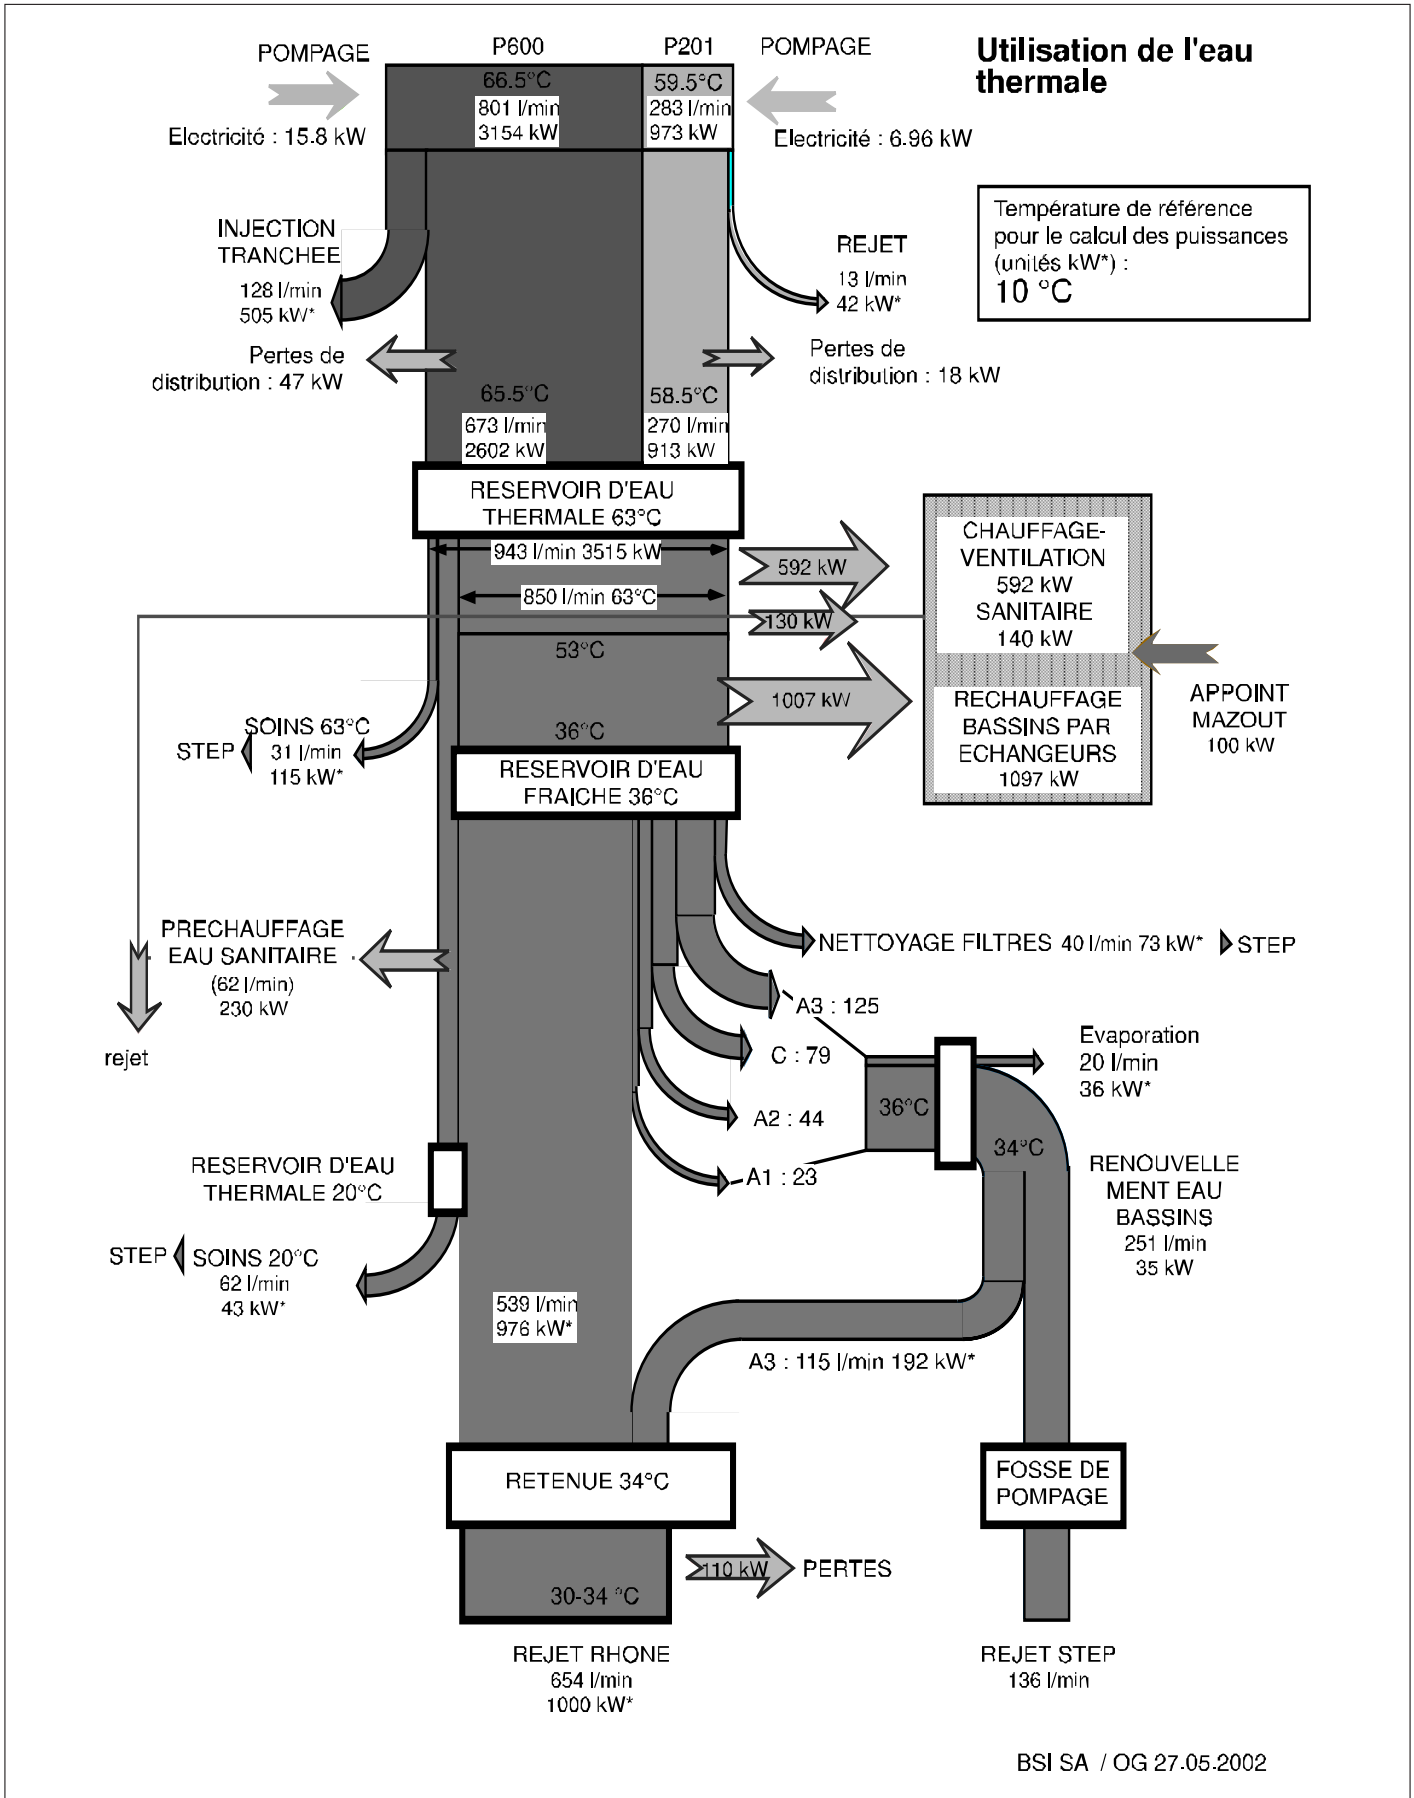 Utilisation de l'eau
thermale
POMPAGE
P600
P201
POMPAGE
66.5°C
801 l/min
3154 kW
59.5°C
283 l/min
973 kW
Electricité : 15.8 kW
Electricité : 6.96 kW
Température de référence
pour le calcul des puissances
(unités kW*) :
10 °C
INJECTION
TRANCHEE
128 l/min
505 kW*
REJET
13 l/min
42 kW*
Pertes de
distribution : 47 kW
Pertes de
distribution : 18 kW
65.5°C
673 l/min
2602 kW
58.5°C
270 l/min
913 kW
RESERVOIR D'EAU
THERMALE 63°C
943 l/min 3515 kW
592 kW
850 l/min 63°C
130 kW
53°C
1007 kW
36°C
CHAUFFAGE-
VENTILATION
592 kW
SANITAIRE
140 kW
RECHAUFFAGE
BASSINS PAR
ECHANGEURS
1097 kW
APPOINT
MAZOUT
100 kW
STEP
SOINS 63°C
31 l/min
115 kW*
RESERVOIR D'EAU
FRAICHE 36°C
PRECHAUFFAGE
EAU SANITAIRE
(62 l/min)
230 kW
rejet
NETTOYAGE FILTRES 40 l/min 73 kW*
STEP
A3 : 125
C : 79
A2 : 44
A1 : 23
36°C
34°C
Evaporation
20 l/min
36 kW*
RENOUVELLE
MENT EAU
BASSINS
251 l/min
35 kW
RESERVOIR D'EAU
THERMALE 20°C
STEP
SOINS 20°C
62 l/min
43 kW*
539 l/min
976 kW*
A3 : 115 l/min 192 kW*
RETENUE 34°C
FOSSE DE
POMPAGE
110 kW
PERTES
30-34 °C
REJET RHONE
654 l/min
1000 kW*
REJET STEP
136 l/min
BSI SA / OG 27.05.2002